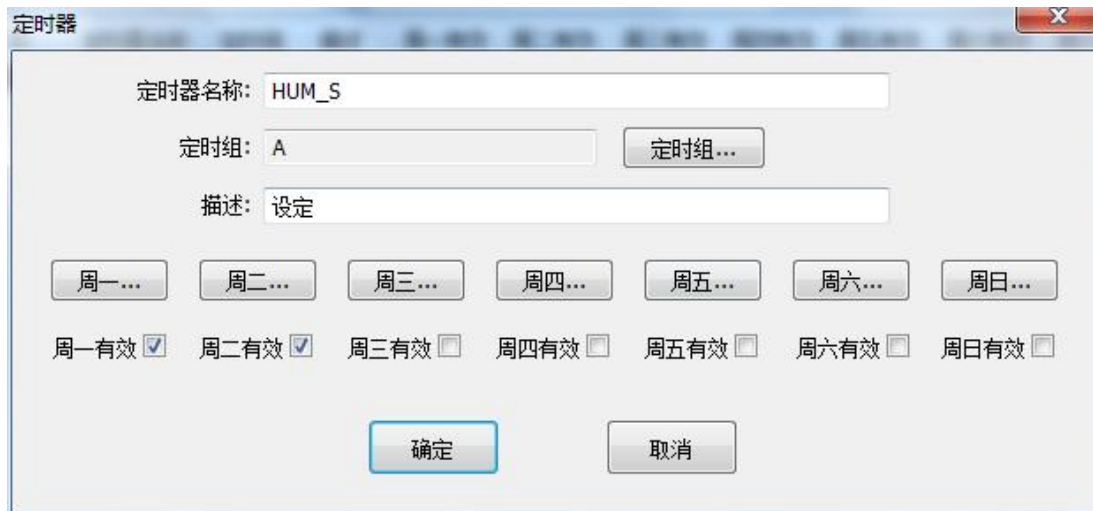 定时器
定时器名称: HUM_S
定时组: A 定时组...
描述: 设定
周一... 周二... 周三... 周四... 周五... 周六... 周日...
周一有效 周二有效 周三有效 周四有效 周五有效 周六有效 周日有效
确定 取消